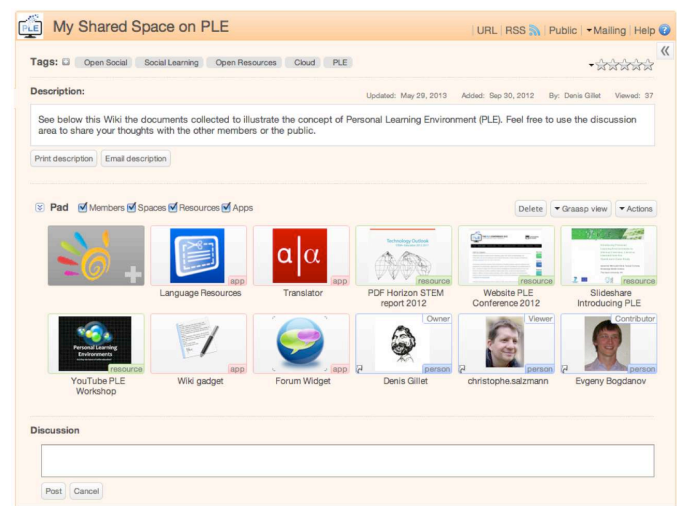 PLE My Shared Space on PLE
URL | RSS | Public | Mailing | Help ?
Tags: Open Social Social Learning Open Resources Cloud PLE
Description: Updated: May 29, 2013 Added: Sep 30, 2012 By: Denis Gillet Viewed: 37
See below this Wiki the documents collected to illustrate the concept of Personal Learning Environment (PLE). Feel free to use the discussion
area to share your thoughts with the other members or the public.
Print description Email description
Pad Members Spaces Resources Apps Delete Graasp view Actions
a|α
Technology Outlook
app app resource resource resource
Language Resources Translator PDF Horizon STEM Website PLE Slideshare
report 2012 Conference 2012 Introducing PLE
Owner Viewer Contributor
Personal Learning
Environments
resource app app person person person
YouTube PLE Wiki gadget Forum Widget Denis Gillet christophe.salzmann Evgeny Bogdanov
Workshop
Discussion
Post Cancel